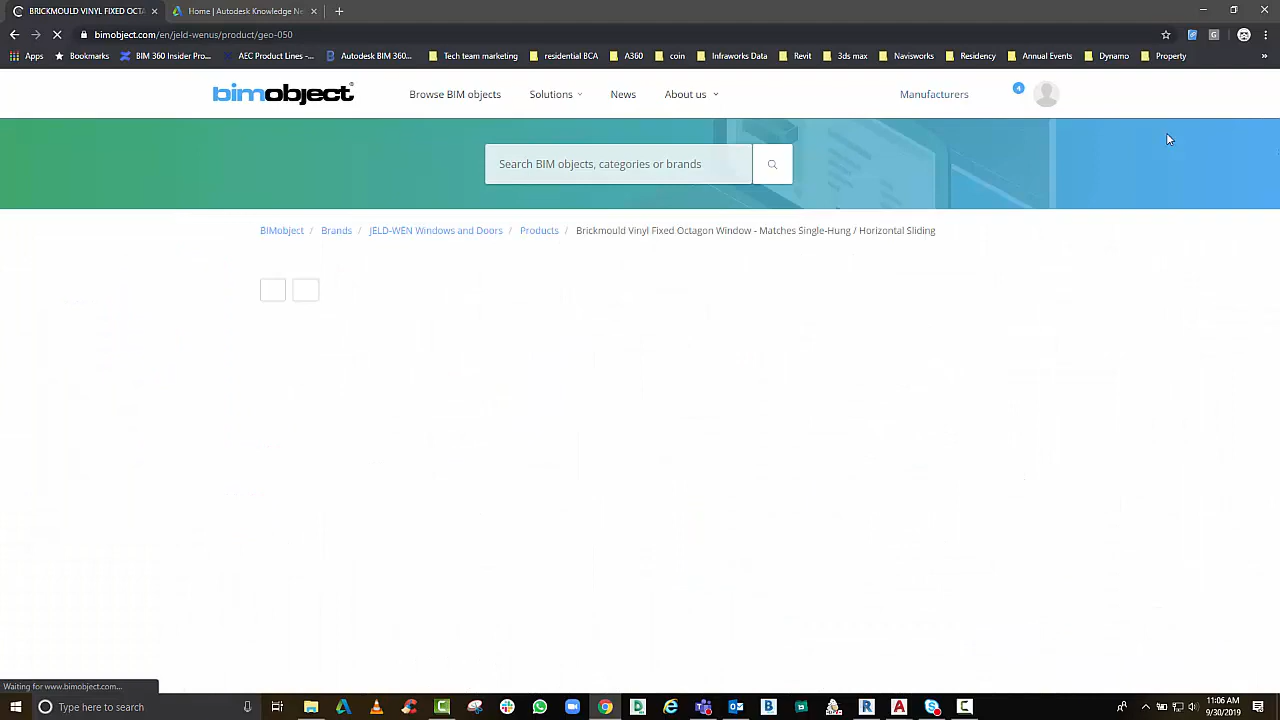 BRICKMOULD VINYL FIXED OCTA
Home | Autodesk Knowledge Ne
bimobject.com/en/jeld-wenus/product/geo-050
Apps Bookmarks BIM 360 Insider Pro... AEC Product Lines -... Autodesk BIM 360... Tech team marketing residential BCA A360 coin Infraworks Data Revit 3ds max Navisworks Residency Annual Events Dynamo Property »
bimobject Browse BIM objects Solutions News About us Manufacturers 4
Search BIM objects, categories or brands
BIMobject / Brands / JELD-WEN Windows and Doors / Products / Brickmould Vinyl Fixed Octagon Window - Matches Single-Hung / Horizontal Sliding
Waiting for www.bimobject.com...
Type here to search
11:06 AM
9/30/2019